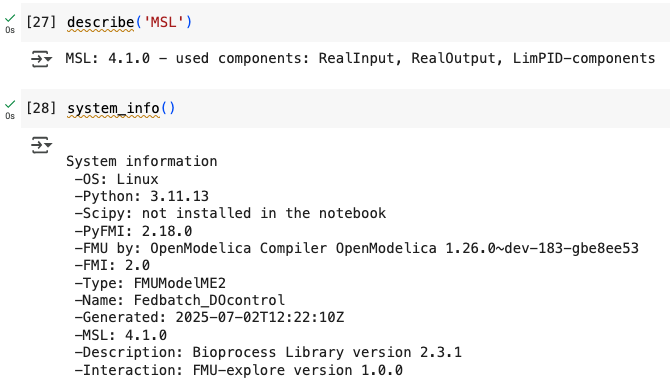 [27] describe('MSL')
0s
MSL: 4.1.0 - used components: RealInput, RealOutput, LimPID-components
[28] system_info()
0s
System information
-OS: Linux
-Python: 3.11.13
-Scipy: not installed in the notebook
-PyFMI: 2.18.0
-FMU by: OpenModelica Compiler OpenModelica 1.26.0~dev-183-gbe8ee53
-FMI: 2.0
-Type: FMUModelME2
-Name: Fedbatch_DOcontrol
-Generated: 2025-07-02T12:22:10Z
-MSL: 4.1.0
-Description: Bioprocess Library version 2.3.1
-Interaction: FMU-explore version 1.0.0